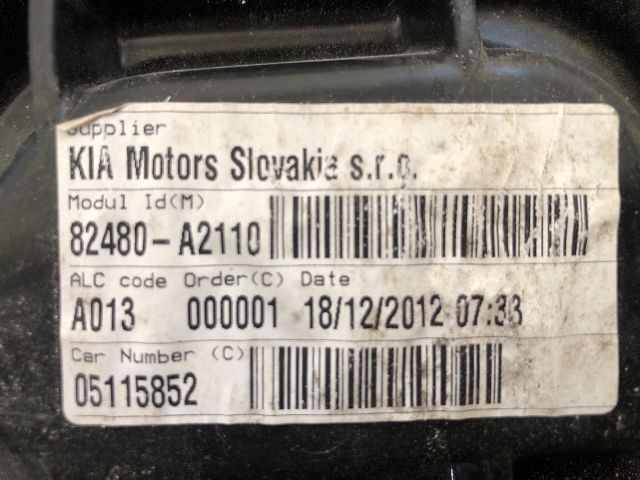 Supplier
KIA Motors Slovakia s.r.o.
Modul Id(M)
82480-A2110
ALC code Order(C) Date
A013 000001 18/12/2012 07:33
Car Number (C)
05115852